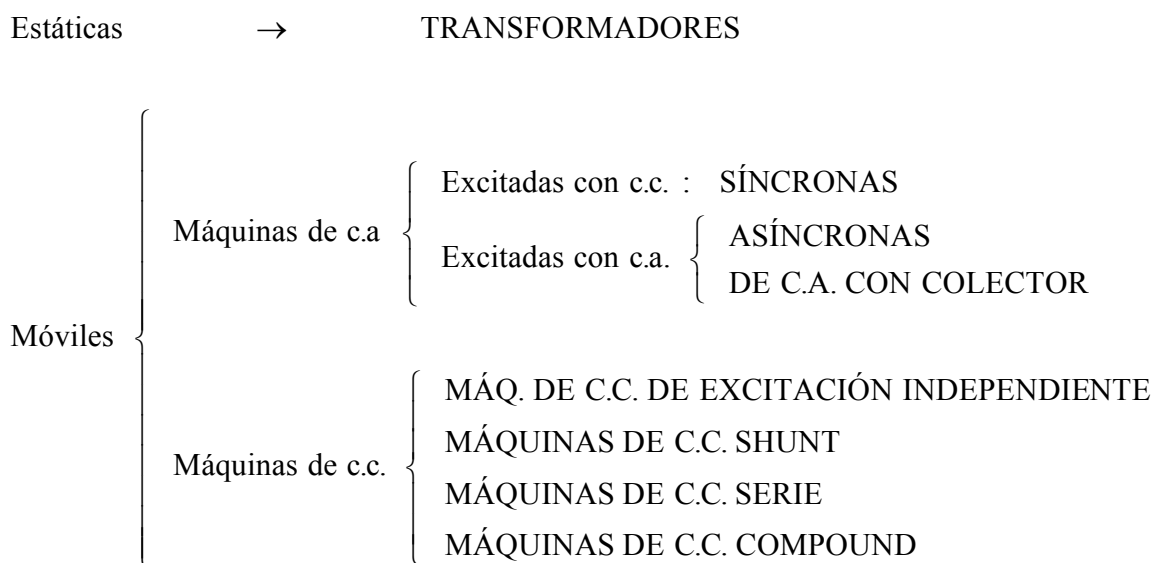 Estáticas → TRANSFORMADORES
Móviles
Máquinas de c.a
Excitadas con c.c. : SÍNCRONAS
Excitadas con c.a.
ASÍNCRONAS
DE C.A. CON COLECTOR
Máquinas de c.c.
MÁQ. DE C.C. DE EXCITACIÓN INDEPENDIENTE
MÁQUINAS DE C.C. SHUNT
MÁQUINAS DE C.C. SERIE
MÁQUINAS DE C.C. COMPOUND